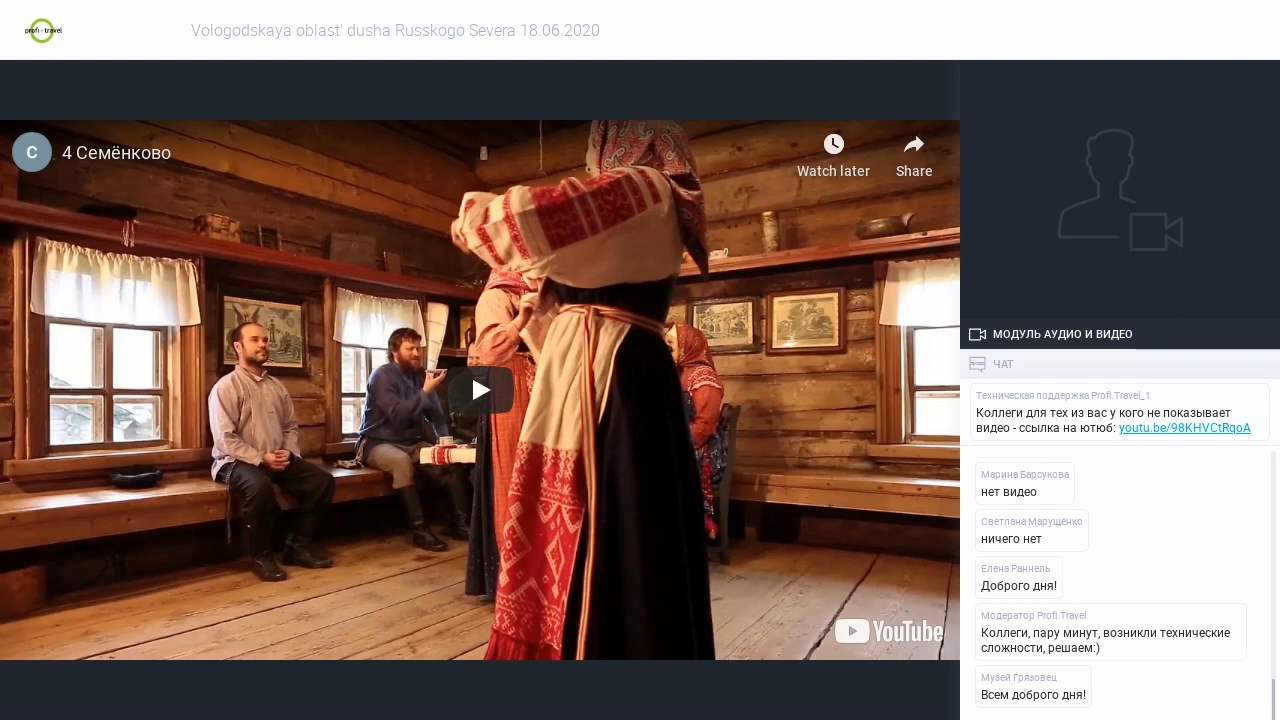 profi travel
Vologodskaya oblast' dusha Russkogo Severa 18.06.2020
С
4 Семёнково
Watch later
Share
YouTube
МОДУЛЬ АУДИО И ВИДЕО
ЧАТ
Техническая поддержка Profi.Travel_1
Коллеги для тех из вас у кого не показывает
видео - ссылка на ютюб: youtu.be/98KHVCtRqoA
Марина Барсукова
нет видео
Светлана Марущенко
ничего нет
Елена Раннель
Доброго дня!
Модератор Profi.Travel
Коллеги, пару минут, возникли технические
сложности, решаем:)
Музей Грязовец
Всем доброго дня!